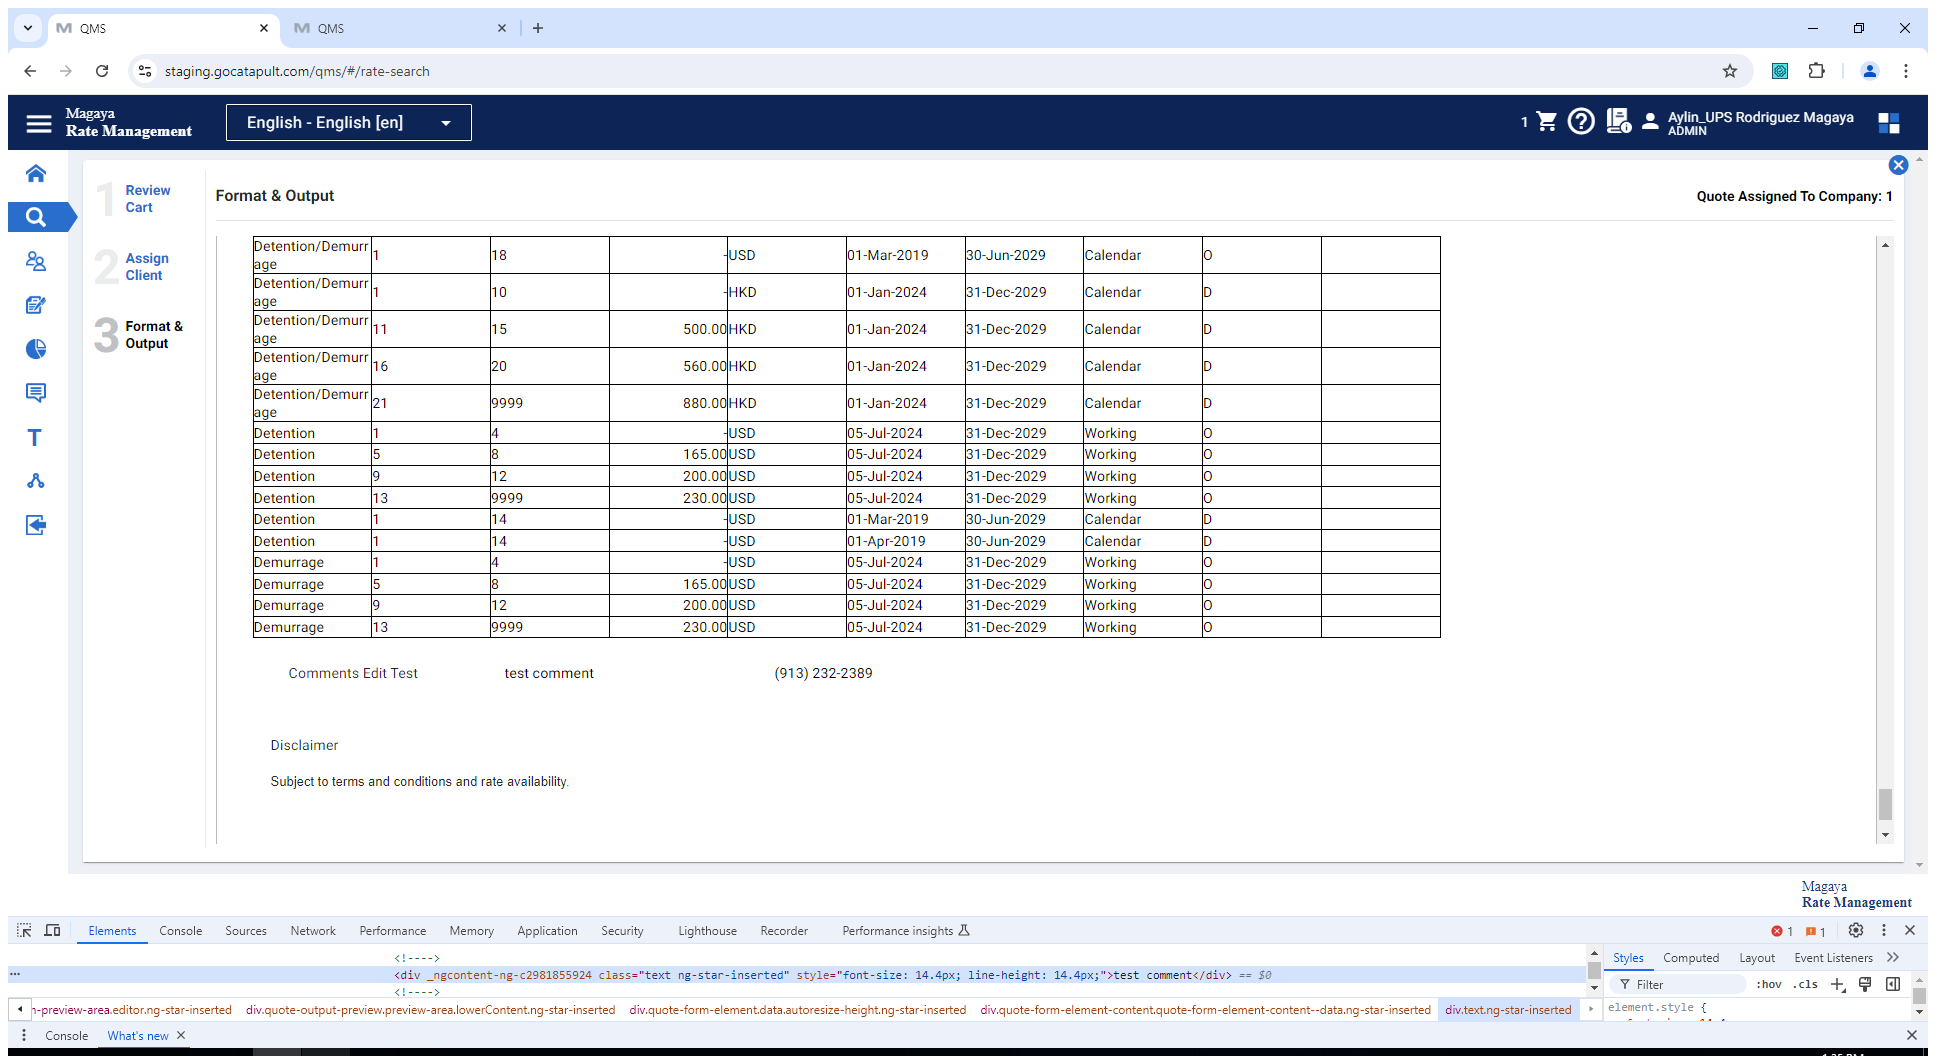 QMS
QMS
staging.gocatapult.com/qms/#/rate-search
Magaya
Rate Management
English - English [en]
1
Aylin_UPS Rodriguez Magaya
ADMIN
1 Review Cart
2 Assign Client
3 Format & Output
Format & Output
Quote Assigned To Company: 1
Detention/Demurrage 1 18 - USD 01-Mar-2019 30-Jun-2029 Calendar O
Detention/Demurrage 1 10 - HKD 01-Jan-2024 31-Dec-2029 Calendar D
Detention/Demurrage 11 15 500.00 HKD 01-Jan-2024 31-Dec-2029 Calendar D
Detention/Demurrage 16 20 560.00 HKD 01-Jan-2024 31-Dec-2029 Calendar D
Detention/Demurrage 21 9999 880.00 HKD 01-Jan-2024 31-Dec-2029 Calendar D
Detention 1 4 - USD 05-Jul-2024 31-Dec-2029 Working O
Detention 5 8 165.00 USD 05-Jul-2024 31-Dec-2029 Working O
Detention 9 12 200.00 USD 05-Jul-2024 31-Dec-2029 Working O
Detention 13 9999 230.00 USD 05-Jul-2024 31-Dec-2029 Working O
Detention 1 14 - USD 01-Mar-2019 30-Jun-2029 Calendar D
Detention 1 14 - USD 01-Apr-2019 30-Jun-2029 Calendar D
Demurrage 1 4 - USD 05-Jul-2024 31-Dec-2029 Working O
Demurrage 5 8 165.00 USD 05-Jul-2024 31-Dec-2029 Working O
Demurrage 9 12 200.00 USD 05-Jul-2024 31-Dec-2029 Working O
Demurrage 13 9999 230.00 USD 05-Jul-2024 31-Dec-2029 Working O
Comments Edit Test test comment (913) 232-2389
Disclaimer
Subject to terms and conditions and rate availability.
Magaya
Rate Management
Elements Console Sources Network Performance Memory Application Security Lighthouse Recorder Performance insights 1 1
<!---->
<div _ngcontent-ng-c2981855924 class="text ng-star-inserted" style="font-size: 14.4px; line-height: 14.4px;">test comment</div> == $0
<!---->
Styles Computed Layout Event Listeners
Filter :hov .cls
element.style {
n-preview-area.editor.ng-star-inserted div.quote-output-preview.preview-area.lowerContent.ng-star-inserted div.quote-form-element.data.autoresize-height.ng-star-inserted div.quote-form-element-content.quote-form-element-content--data.ng-star-inserted div.text.ng-star-inserted
Console What's new